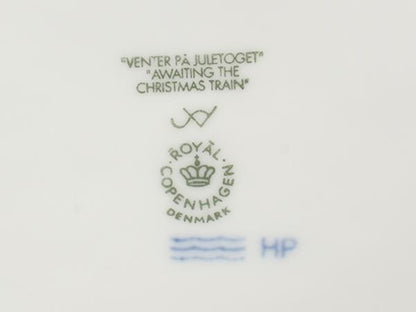 "VENTER PÅ JULETOGET"
"AWAITING THE
CHRISTMAS TRAIN"
ROYAL
COPENHAGEN
DENMARK
HP